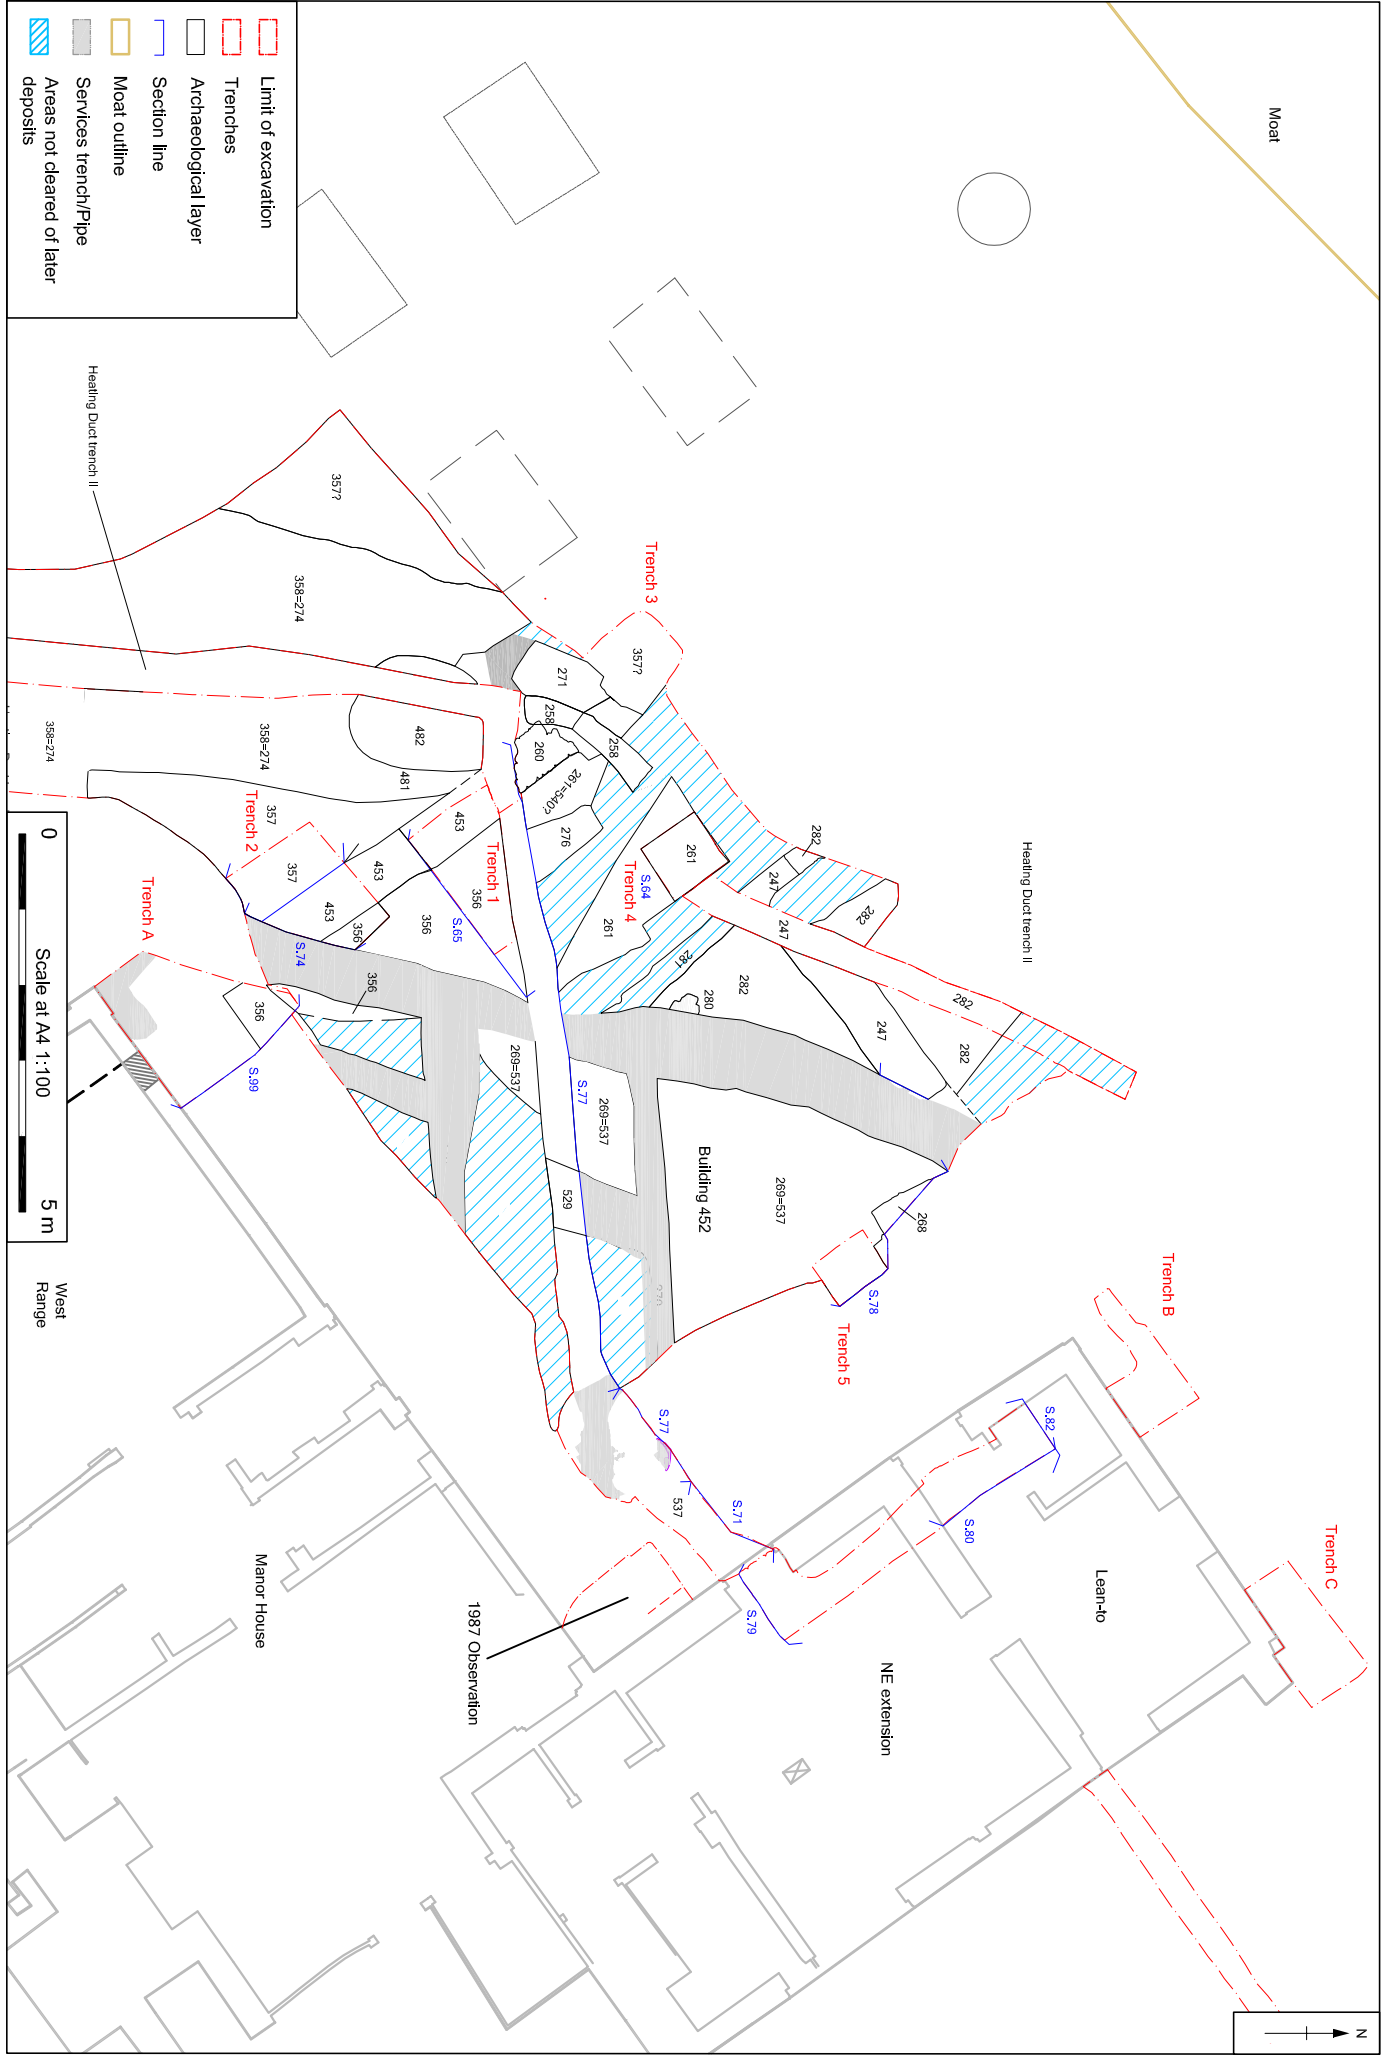 Moat
N
Limit of excavation
Trenches
Archaeological layer
Section line
Moat outline
Services trench/Pipe
Areas not cleared of later
deposits
Heating Duct trench II
Heating Duct trench II
Trench 3
Trench 4
Trench 1
Trench 2
Trench A
Trench 5
Trench B
Trench C
357?
358=274
358=274
358=274
482
481
357
357
453
453
453
356
356
356
356
356
357?
271
258
258
260
261=540?
276
261
261
282
247
282
247
282
282
247
282
281
280
269=537
269=537
269=537
529
268
270
537
S.64
S.65
S.74
S.99
S.77
S.77
S.78
S.71
S.79
S.80
S.82
Building 452
Lean-to
NE extension
1987 Observation
Manor House
West
Range
0
5 m
Scale at A4 1:100